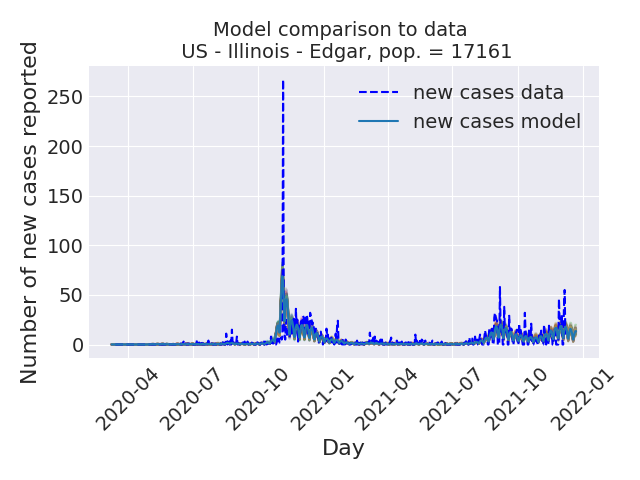 Model comparison to data
US - Illinois - Edgar, pop. = 17161
new cases data
new cases model
Number of new cases reported
250
200
150
100
50
0
2020-04
2020-07
2020-10
2021-01
2021-04
2021-07
2021-10
2022-01
Day